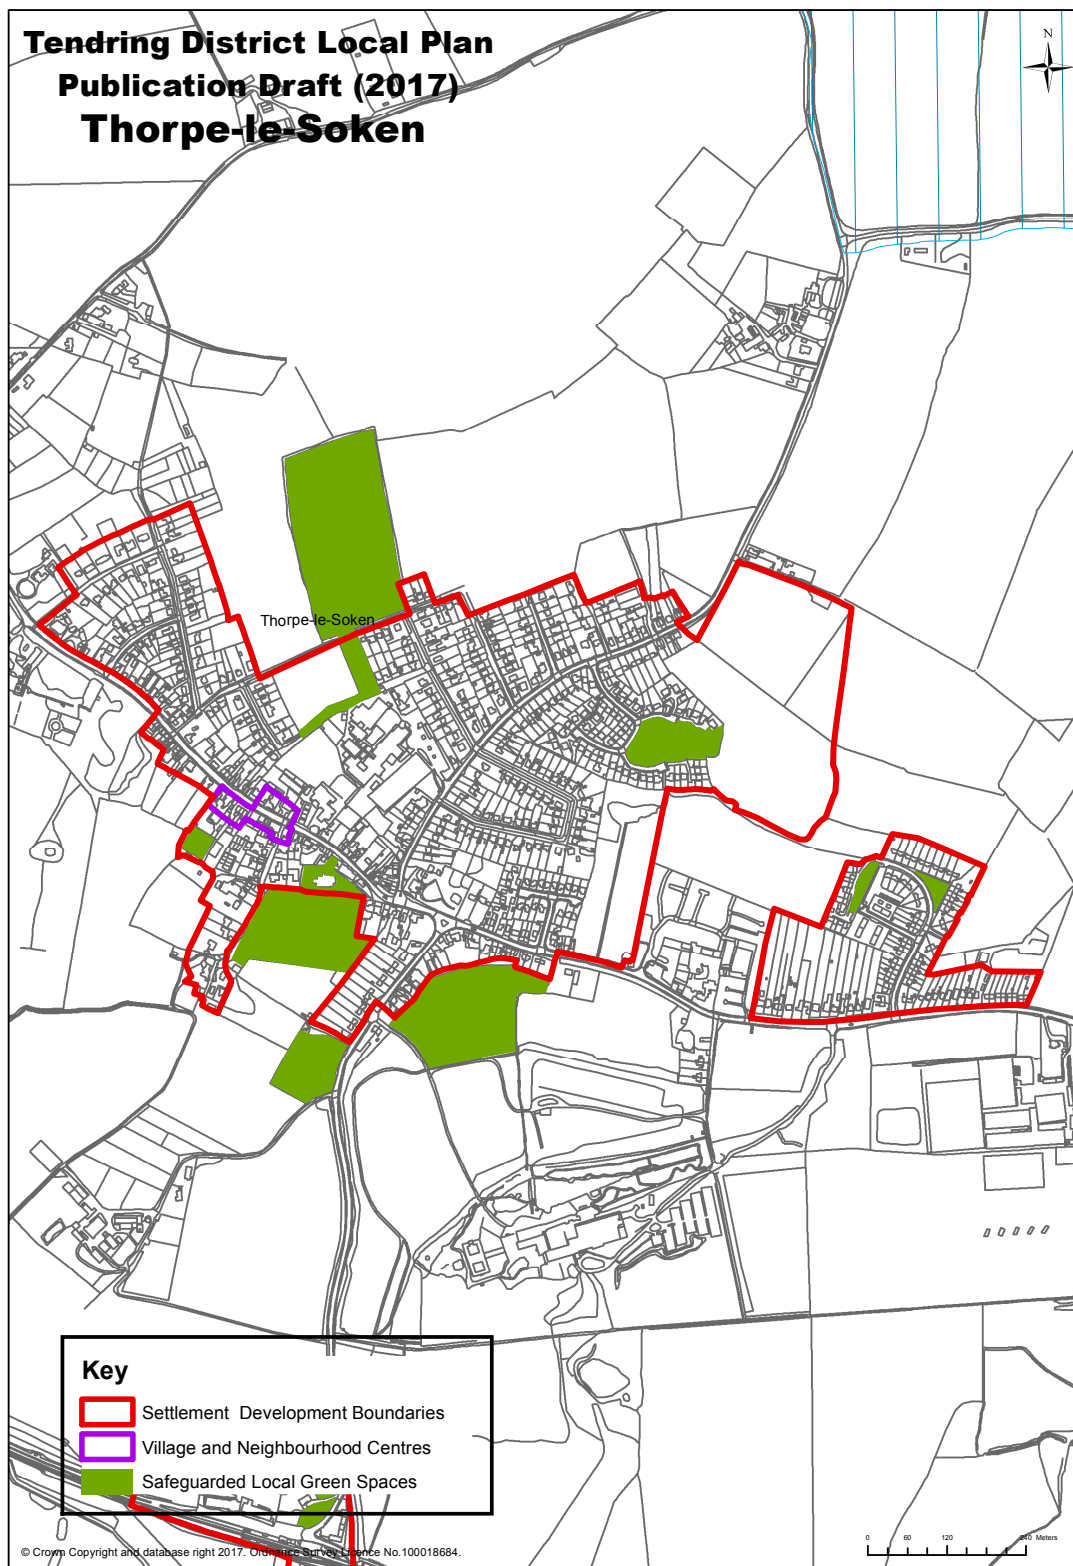 Tendring District Local Plan
Publication Draft (2017)
Thorpe-le-Soken
N
Thorpe-le-Soken
Key
Settlement Development Boundaries
Village and Neighbourhood Centres
Safeguarded Local Green Spaces
0 60 120 240 Meters
© Crown Copyright and database right 2017. Ordnance Survey Licence No.100018684.